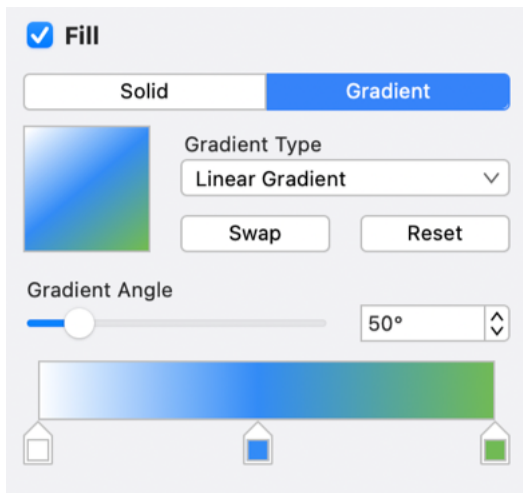 Fill
Solid Gradient
Gradient Type
Linear Gradient
Swap Reset
Gradient Angle
50°